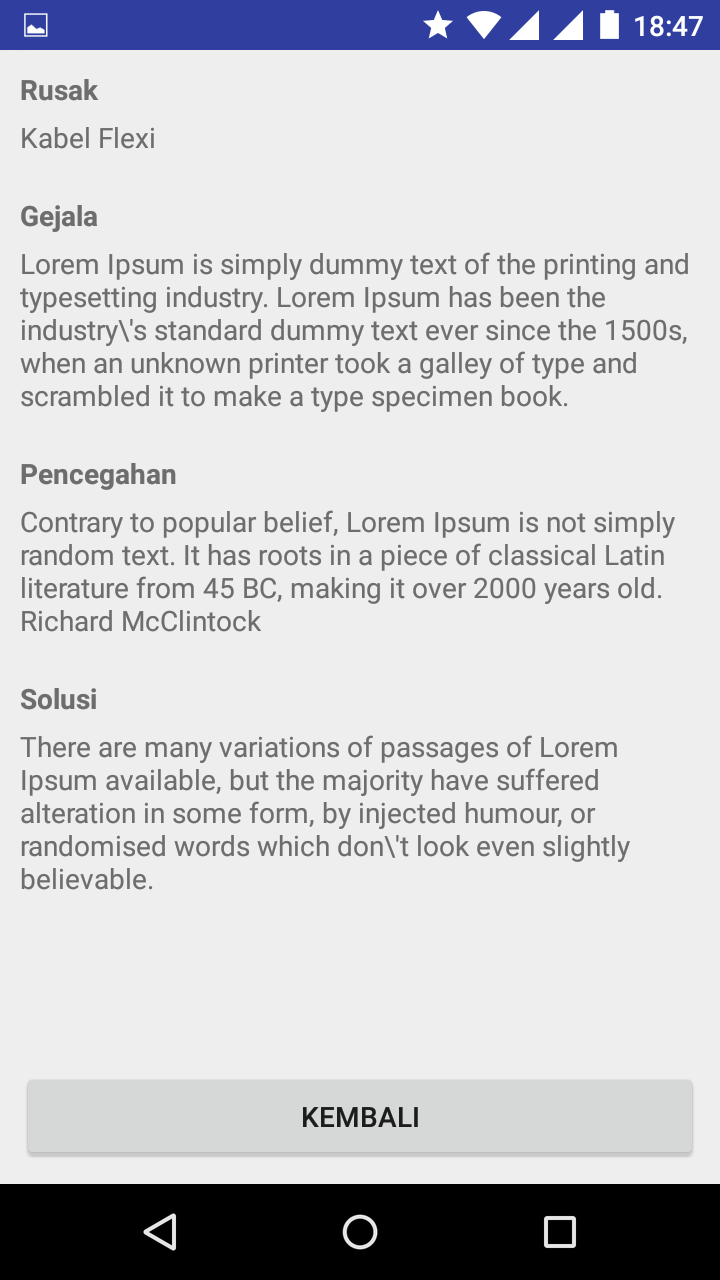 18:47
Rusak
Kabel Flexi
Gejala
Lorem Ipsum is simply dummy text of the printing and
typesetting industry. Lorem Ipsum has been the
industry\'s standard dummy text ever since the 1500s,
when an unknown printer took a galley of type and
scrambled it to make a type specimen book.
Pencegahan
Contrary to popular belief, Lorem Ipsum is not simply
random text. It has roots in a piece of classical Latin
literature from 45 BC, making it over 2000 years old.
Richard McClintock
Solusi
There are many variations of passages of Lorem
Ipsum available, but the majority have suffered
alteration in some form, by injected humour, or
randomised words which don\'t look even slightly
believable.
KEMBALI